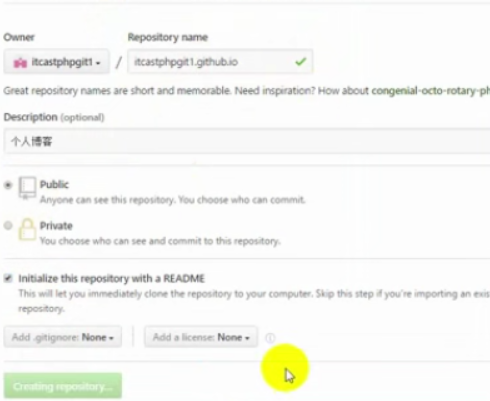 Owner Repository name
itcastphpgit1 / itcastphpgit1.github.io
Great repository names are short and memorable. Need inspiration? How about congenial-octo-rotary-ph
Description (optional)
个人博客
Public
Anyone can see this repository. You choose who can commit.
Private
You choose who can see and commit to this repository.
Initialize this repository with a README
This will let you immediately clone the repository to your computer. Skip this step if you're importing an exis
repository.
Add .gitignore: None Add a license: None
Creating repository...